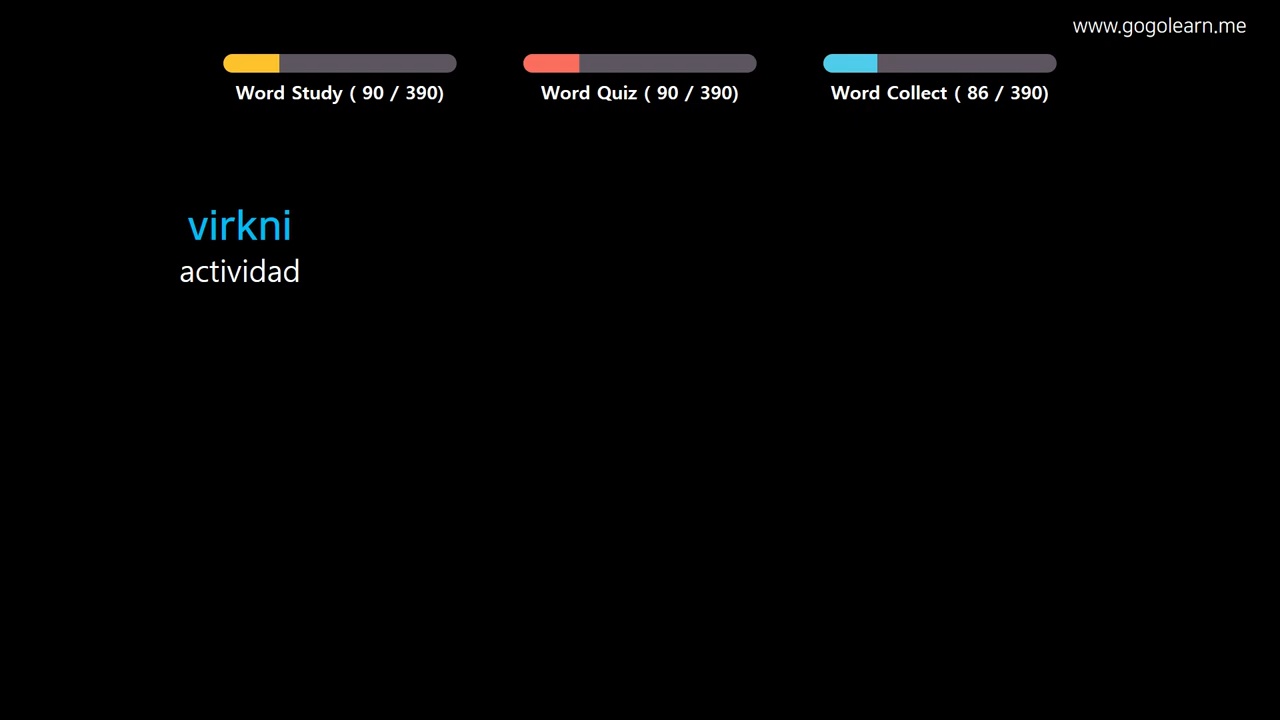 www.gogolearn.me
Word Study ( 90 / 390)
Word Quiz ( 90 / 390)
Word Collect ( 86 / 390)
virkni
actividad